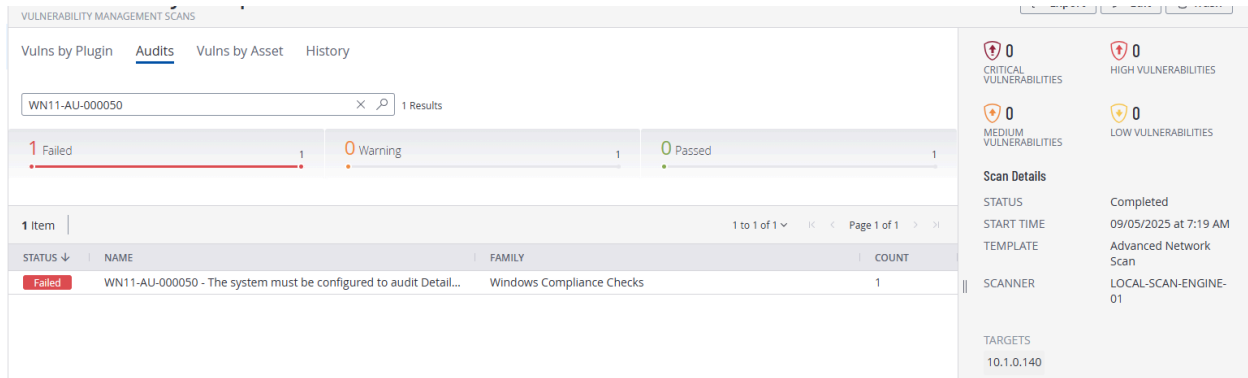 VULNERABILITY MANAGEMENT SCANS
Vulns by Plugin Audits Vulns by Asset History
WN11-AU-000050 1 Results
1 Failed 1 0 Warning 1 0 Passed 1
1 Item 1 to 1 of 1 Page 1 of 1
STATUS NAME FAMILY COUNT
Failed WN11-AU-000050 - The system must be configured to audit Detail... Windows Compliance Checks 1
0 0
CRITICAL VULNERABILITIES HIGH VULNERABILITIES
0 0
MEDIUM VULNERABILITIES LOW VULNERABILITIES
Scan Details
STATUS Completed
START TIME 09/05/2025 at 7:19 AM
TEMPLATE Advanced Network
Scan
SCANNER LOCAL-SCAN-ENGINE-
01
TARGETS
10.1.0.140